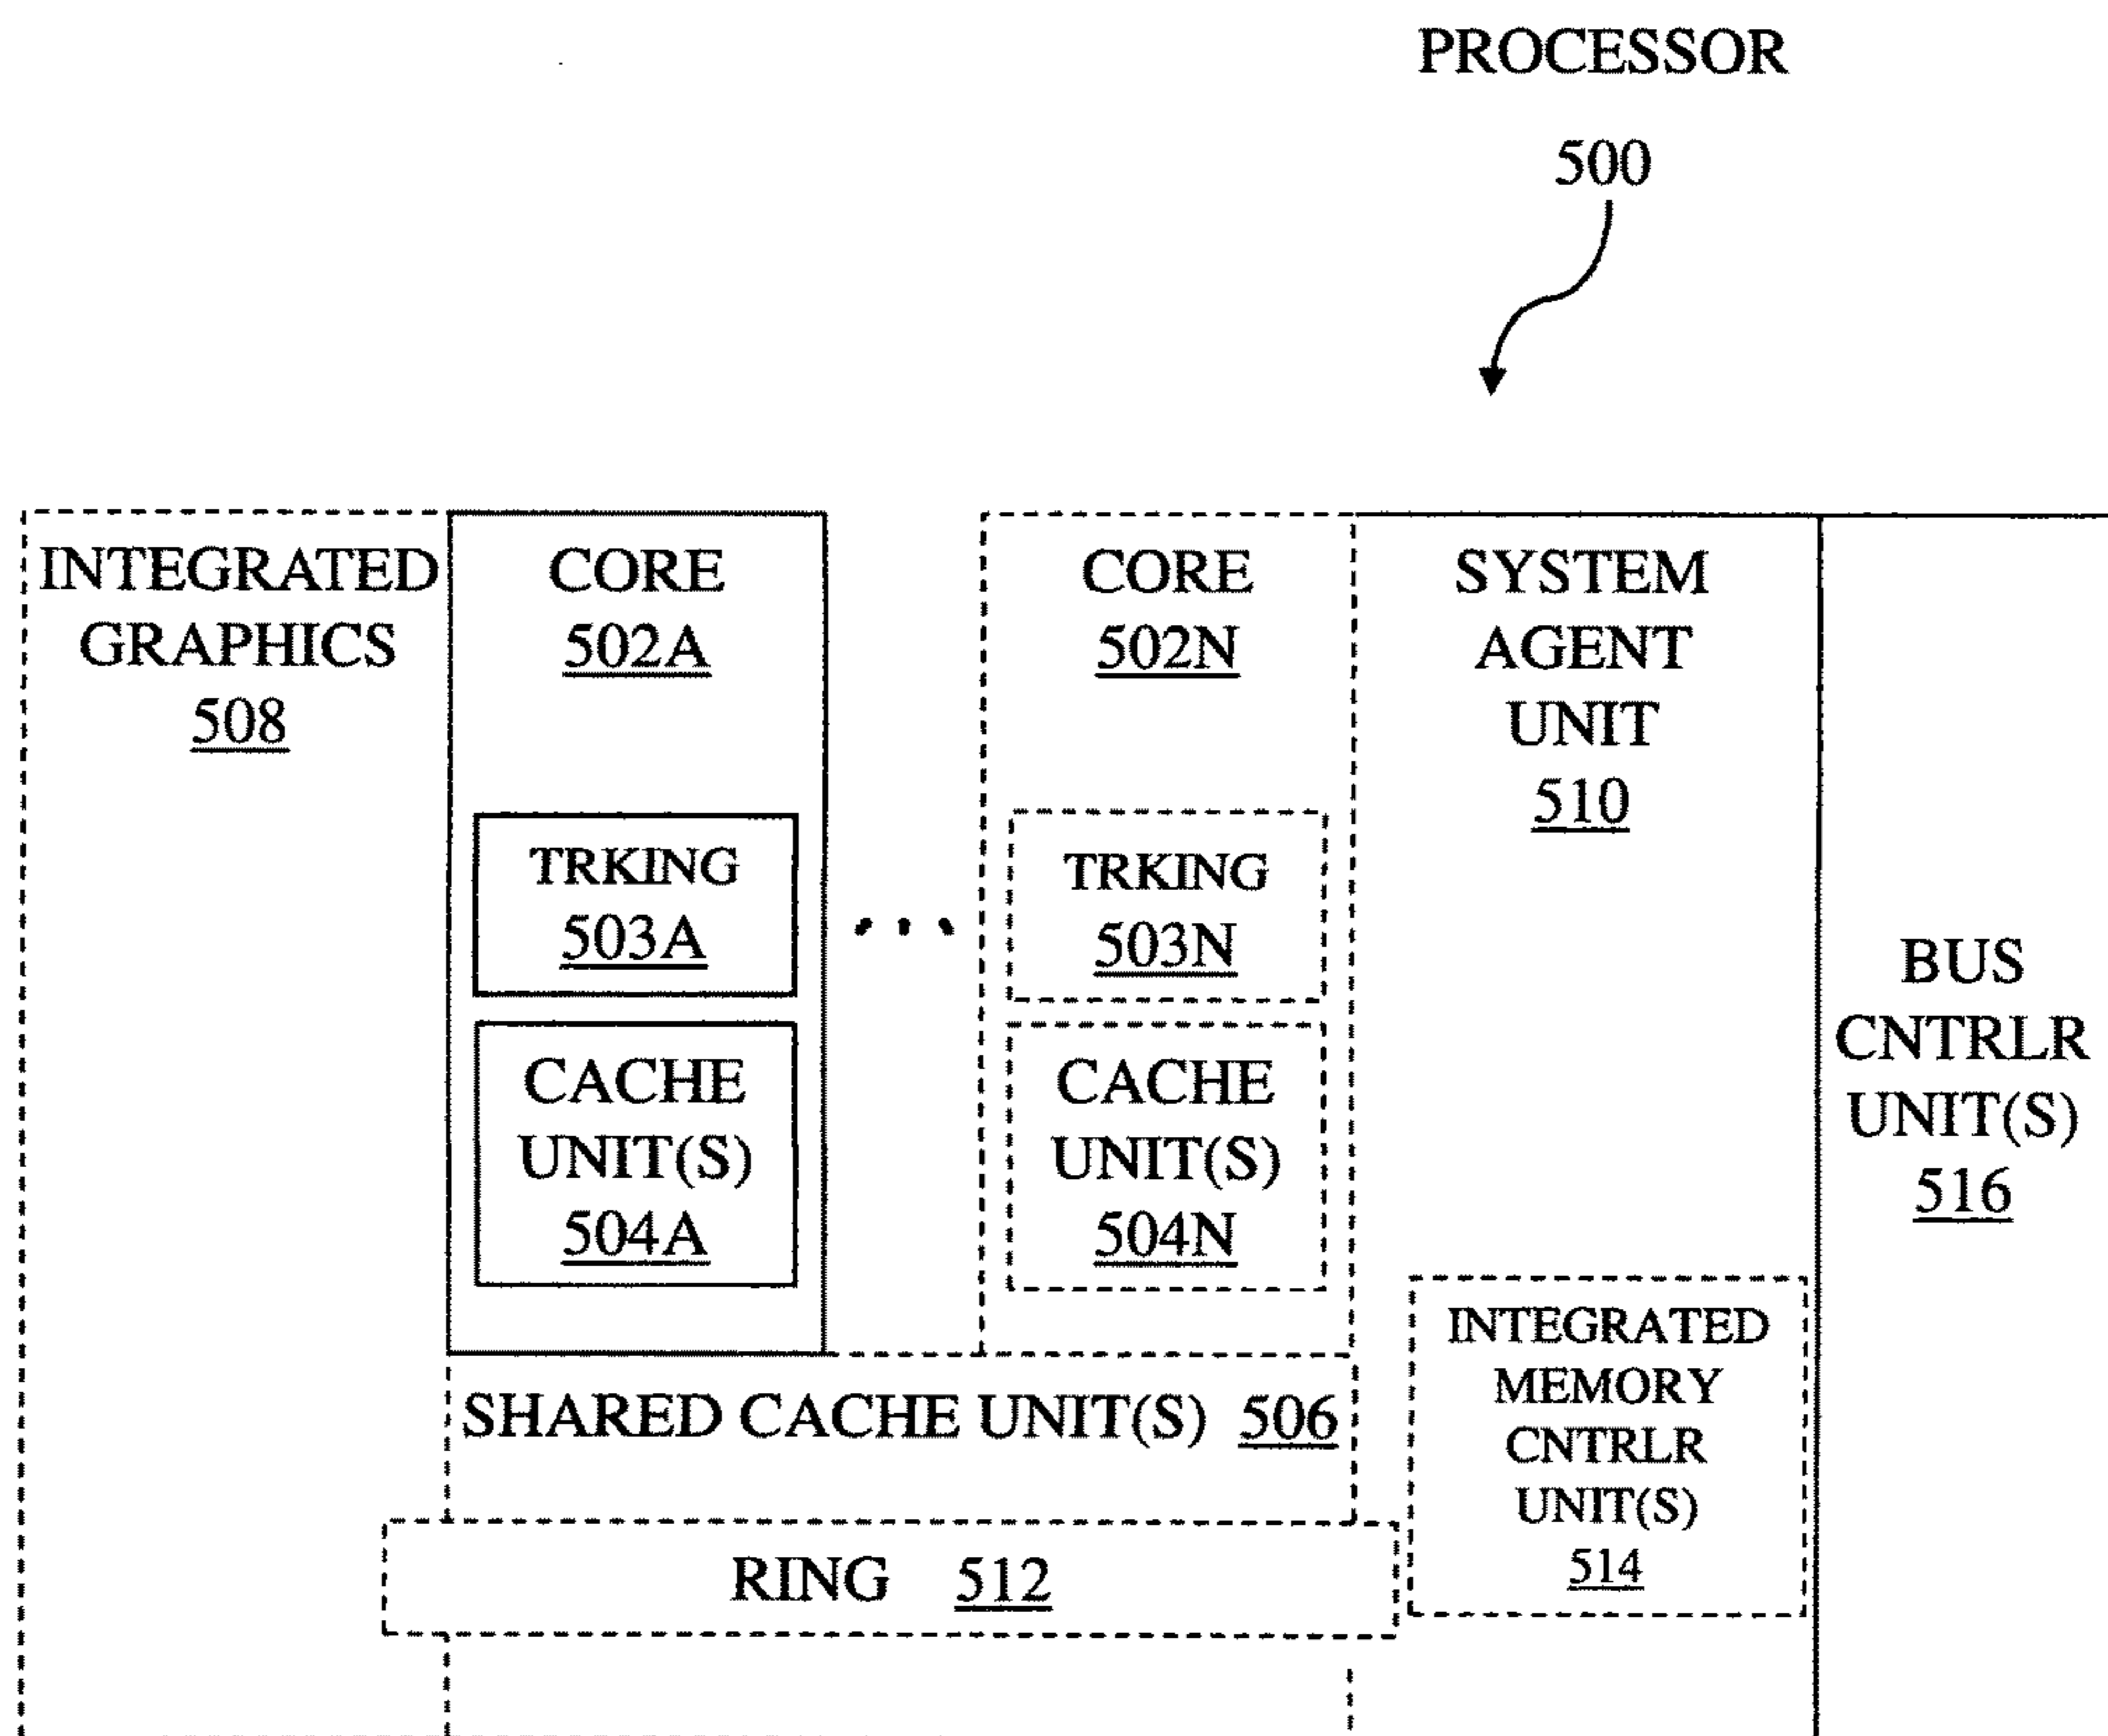 PROCESSOR
500
INTEGRATED
GRAPHICS
508
CORE
502A
TRKING
503A
CACHE
UNIT(S)
504A
...
CORE
502N
TRKING
503N
CACHE
UNIT(S)
504N
SYSTEM
AGENT
UNIT
510
BUS
CNTRLR
UNIT(S)
516
INTEGRATED
MEMORY
CNTRLR
UNIT(S)
514
SHARED CACHE UNIT(S) 506
RING 512